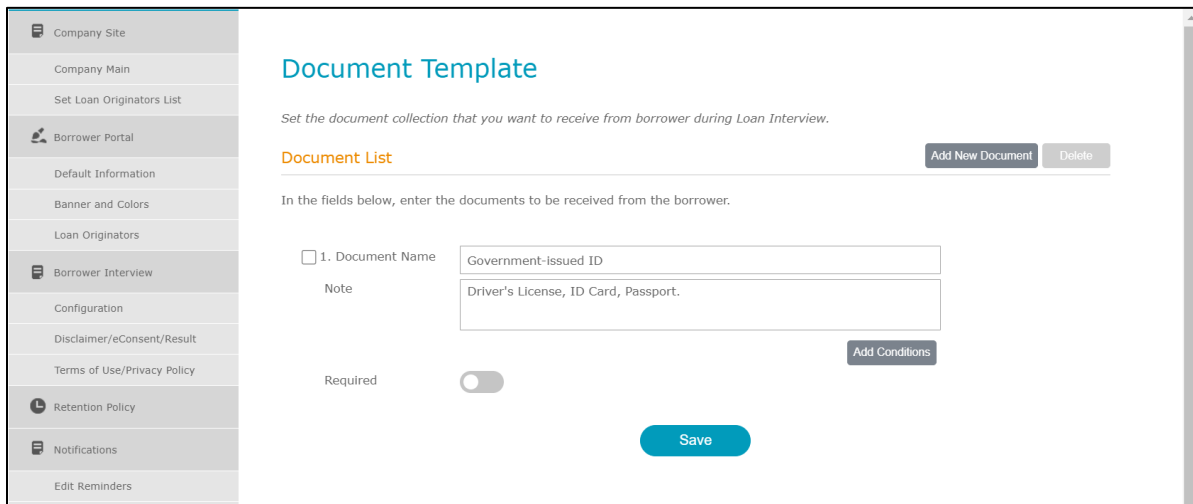 Company Site
Company Main
Set Loan Originators List
Borrower Portal
Default Information
Banner and Colors
Loan Originators
Borrower Interview
Configuration
Disclaimer/eConsent/Result
Terms of Use/Privacy Policy
Retention Policy
Notifications
Edit Reminders
Document Template
Set the document collection that you want to receive from borrower during Loan Interview.
Document List
Add New Document
Delete
In the fields below, enter the documents to be received from the borrower.
1. Document Name
Government-issued ID
Note
Driver's License, ID Card, Passport.
Add Conditions
Required
Save